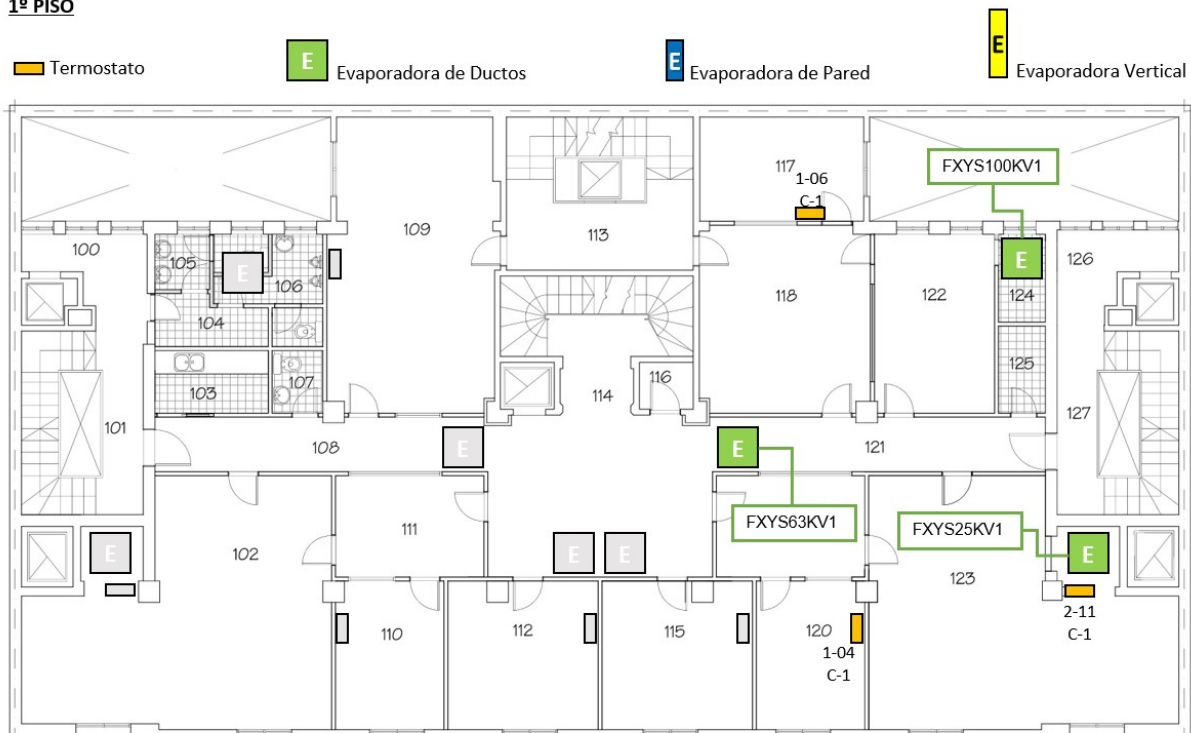 1º PISO
Termostato
E
Evaporadora de Ductos
E
Evaporadora de Pared
E
Evaporadora Vertical
FXYS100KV1
117
1-06
C-1
109
113
100
105
E
106
E
126
118
122
124
104
103
107
125
116
114
101
127
108
E
E
121
111
FXYS63KV1
FXYS25KV1
E
102
E
E
123
E
2-11
C-1
110
112
115
120
1-04
C-1